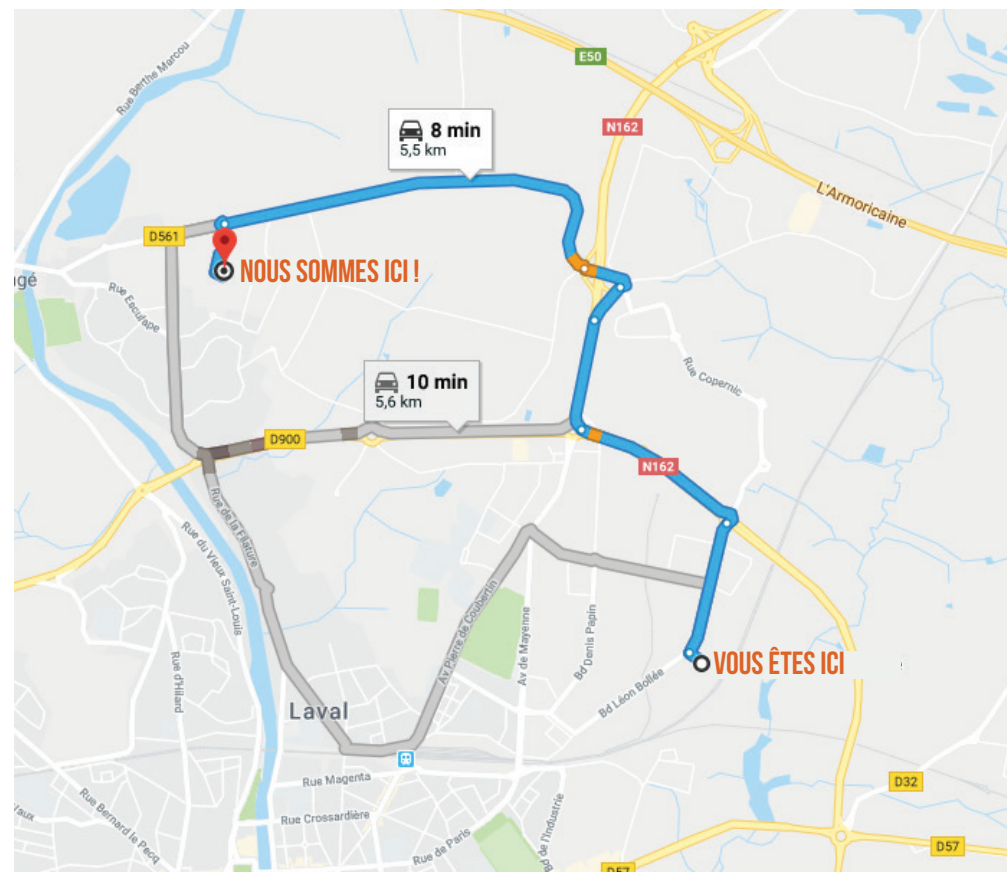 Rue Berthe Marcou
E50
N162
8 min
5,5 km
L'Armoricaine
D561
NOUS SOMMES ICI !
gé
Rue Esculape
Rue Copernic
10 min
5,6 km
D900
N162
Rue de la Filature
Rue du Vieux Saint-Louis
Av Pierre de Coubertin
Av de Mayenne
Bd Denis Papin
VOUS ÊTES ICI
Rue d'Hilard
Bd Léon Bollée
Laval
Rue Magenta
D32
Rue Bernard le Pecq
Rue Crossardière
Bd de l'Industrie
Rue de Paris
D57
D57